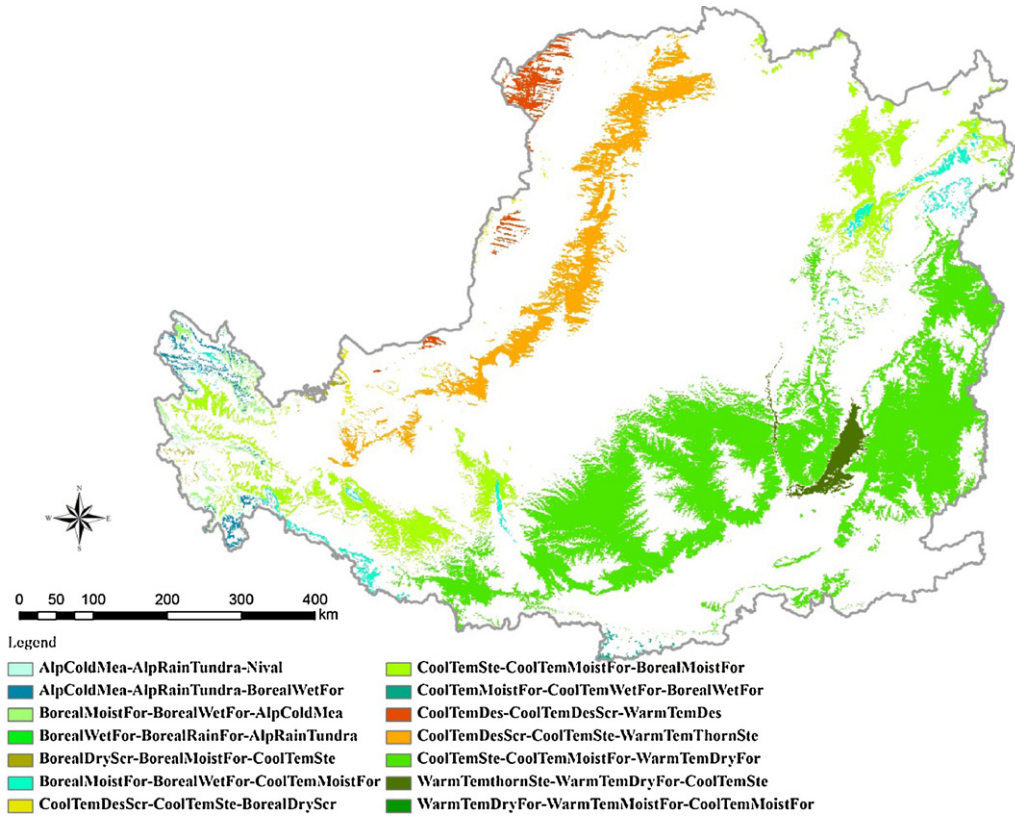 N
W E
S
0 50 100 200 300 400
km
Legend
AlpColdMea-AlpRainTundra-Nival
AlpColdMea-AlpRainTundra-BorealWetFor
BorealMoistFor-BorealWetFor-AlpColdMea
BorealWetFor-BorealRainFor-AlpRainTundra
BorealDryScr-BorealMoistFor-CoolTemSte
BorealMoistFor-BorealWetFor-CoolTemMoistFor
CoolTemDesScr-CoolTemSte-BorealDryScr
CoolTemSte-CoolTemMoistFor-BorealMoistFor
CoolTemMoistFor-CoolTemWetFor-BorealWetFor
CoolTemDes-CoolTemDesScr-WarmTemDes
CoolTemDesScr-CoolTemSte-WarmTemThornSte
CoolTemSte-CoolTemMoistFor-WarmTemDryFor
WarmTemthornSte-WarmTemDryFor-CoolTemSte
WarmTemDryFor-WarmTemMoistFor-CoolTemMoistFor